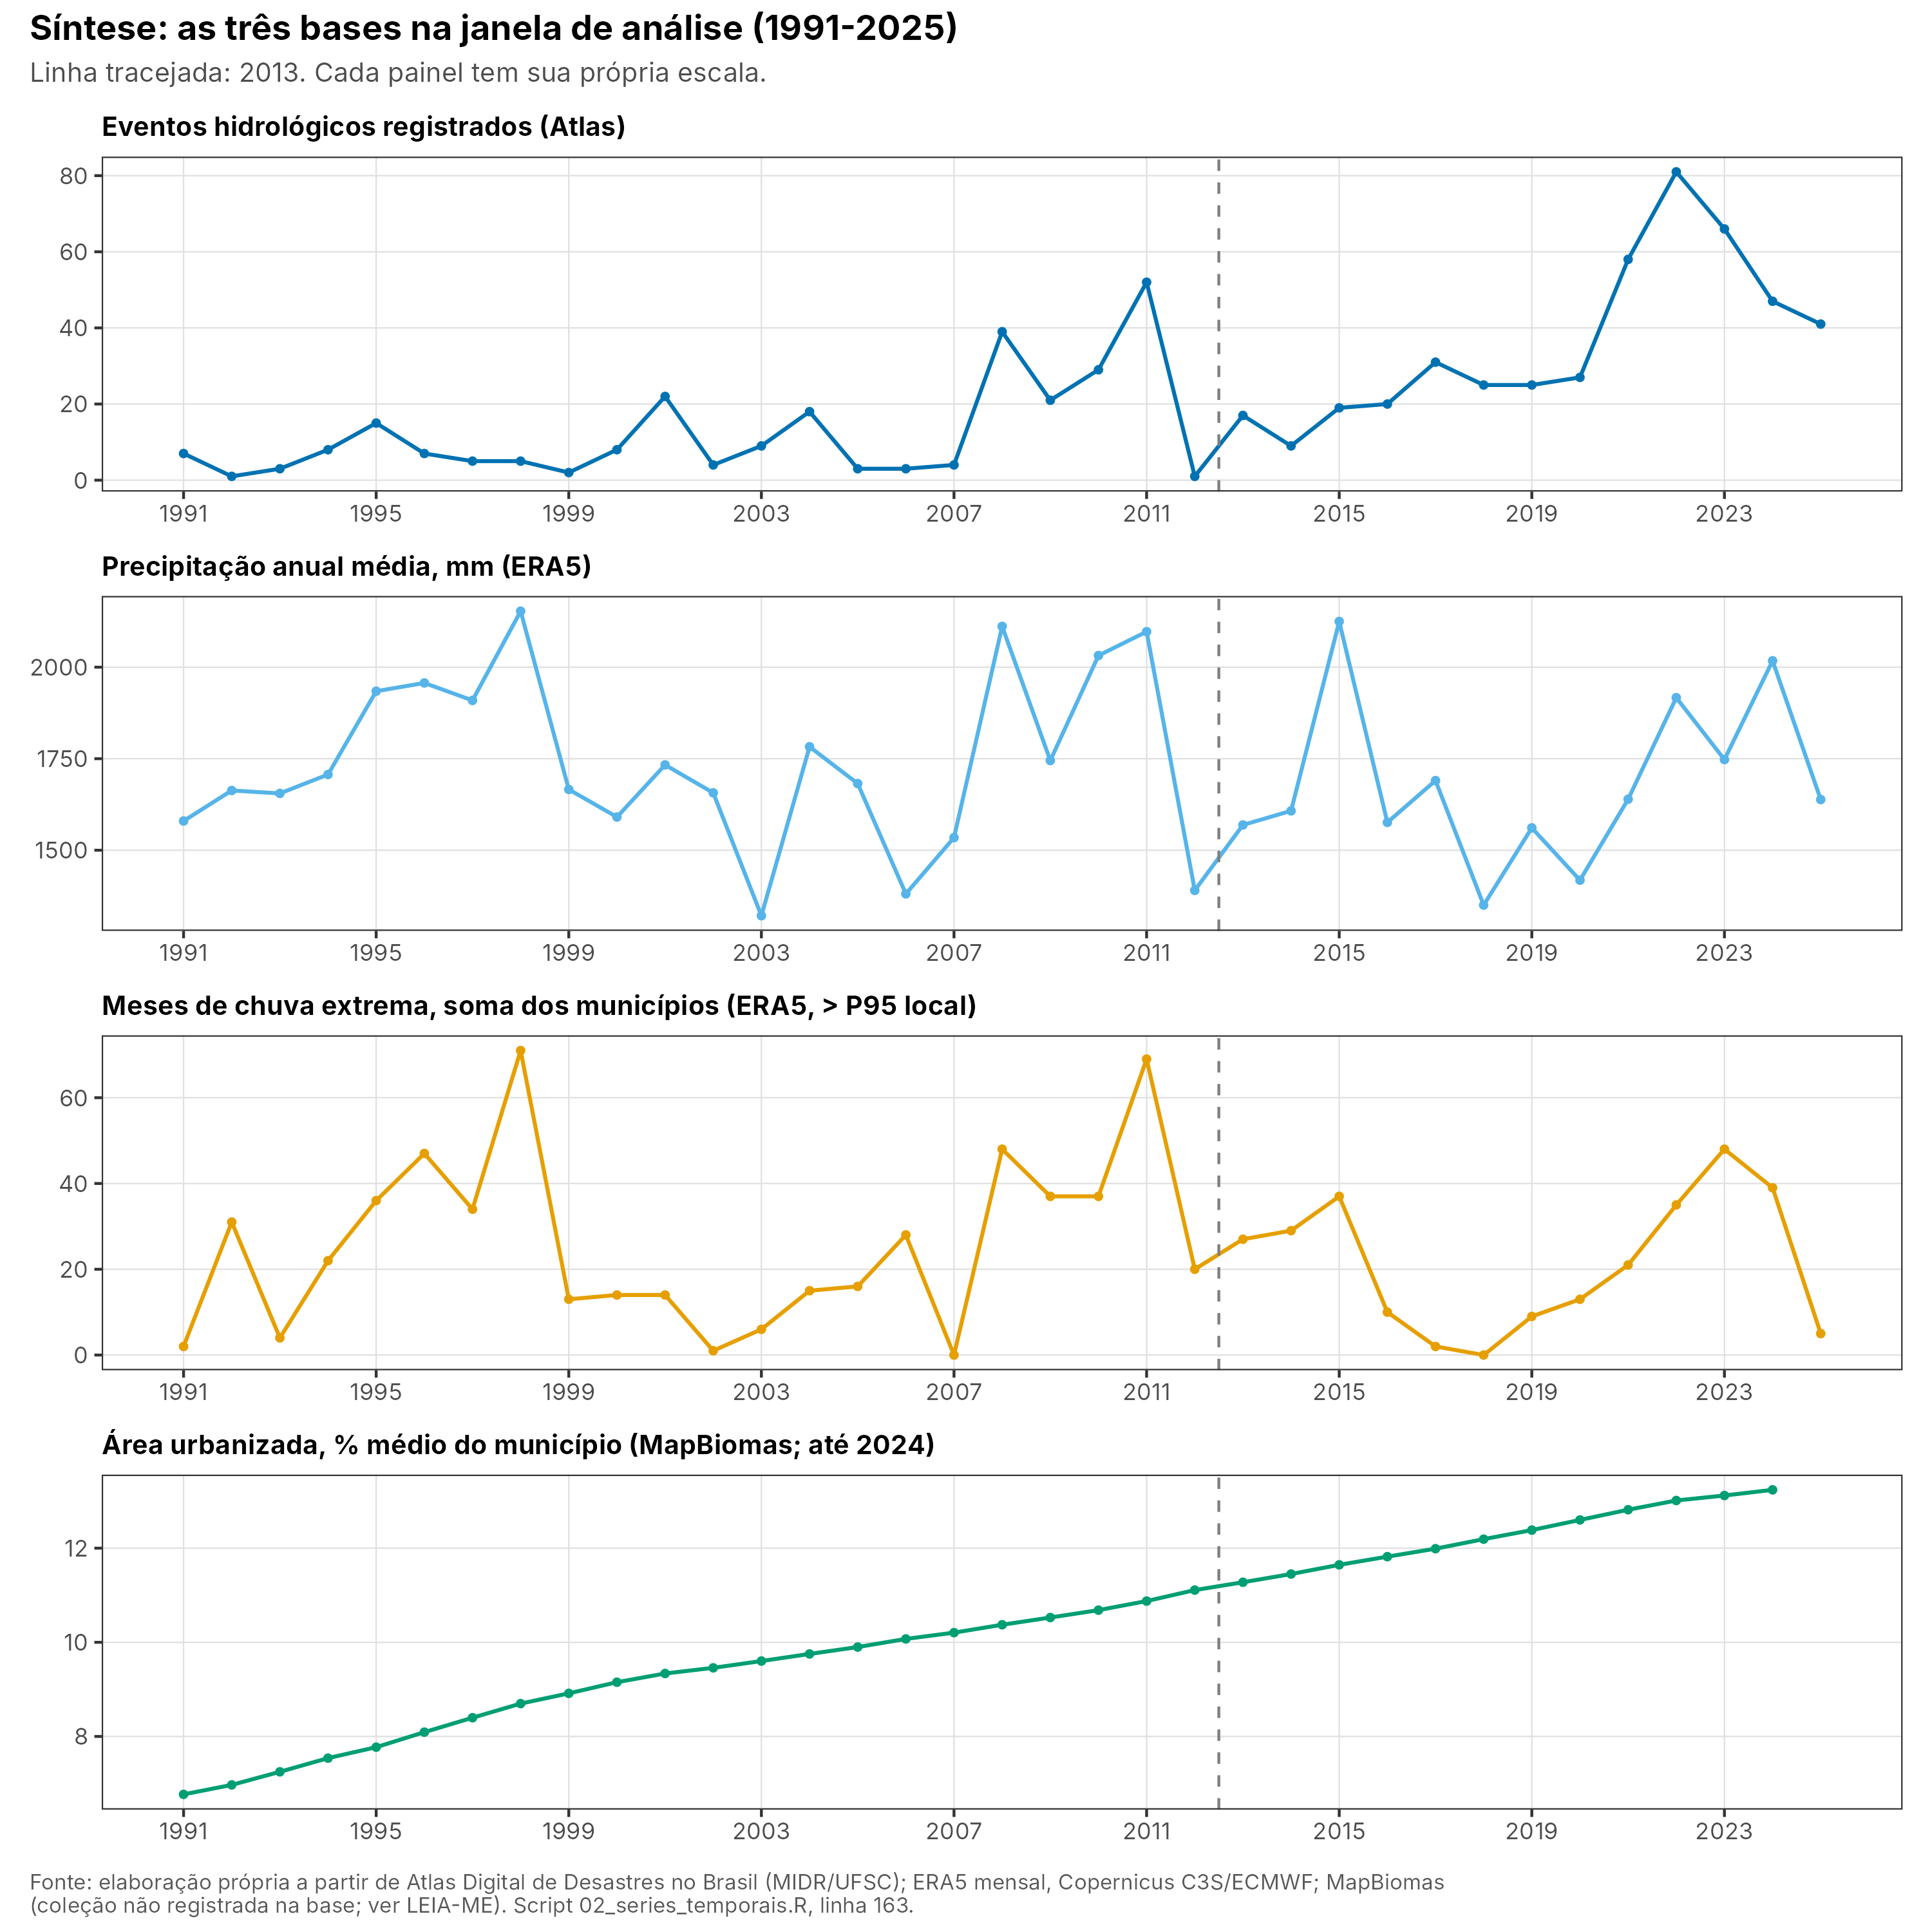 Síntese: as três bases na janela de análise (1991-2025)
Linha tracejada: 2013. Cada painel tem sua própria escala.
Eventos hidrológicos registrados (Atlas)
80
60
40
20
0
1991 1995 1999 2003 2007 2011 2015 2019 2023
Precipitação anual média, mm (ERA5)
2000
1750
1500
1991 1995 1999 2003 2007 2011 2015 2019 2023
Meses de chuva extrema, soma dos municípios (ERA5, > P95 local)
60
40
20
0
1991 1995 1999 2003 2007 2011 2015 2019 2023
Área urbanizada, % médio do município (MapBiomas; até 2024)
12
10
8
1991 1995 1999 2003 2007 2011 2015 2019 2023
Fonte: elaboração própria a partir de Atlas Digital de Desastres no Brasil (MIDR/UFSC); ERA5 mensal, Copernicus C3S/ECMWF; MapBiomas
(coleção não registrada na base; ver LEIA-ME). Script 02_series_temporais.R, linha 163.